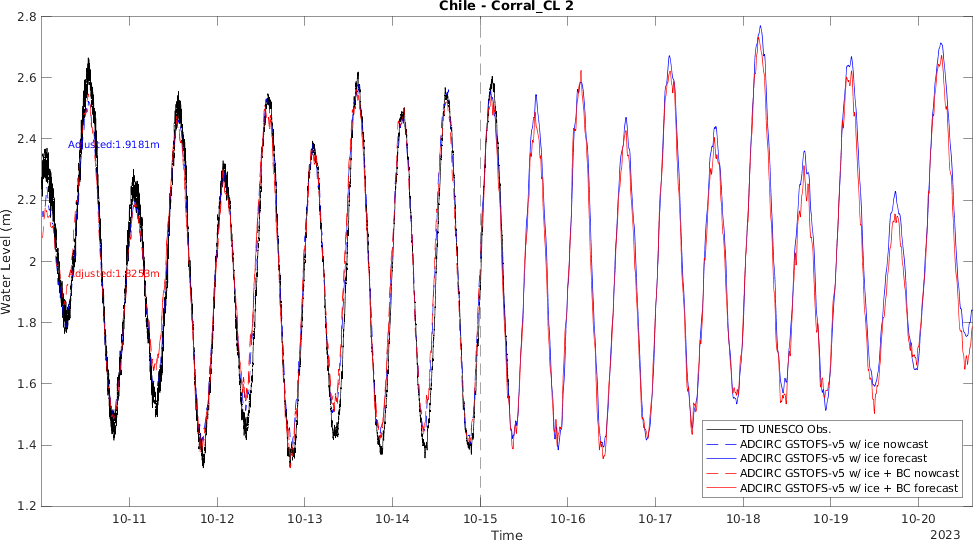 Chile - Corral_CL 2
2.8
2.6
2.4
2.2
2
1.8
1.6
1.4
1.2
Water Level (m)
Adjusted:1.9181m
Adjusted:1.8253m
TD UNESCO Obs.
ADCIRC GSTOFS-v5 w/ ice nowcast
ADCIRC GSTOFS-v5 w/ ice forecast
ADCIRC GSTOFS-v5 w/ ice + BC nowcast
ADCIRC GSTOFS-v5 w/ ice + BC forecast
10-11 10-12 10-13 10-14 10-15 10-16 10-17 10-18 10-19 10-20
2023
Time